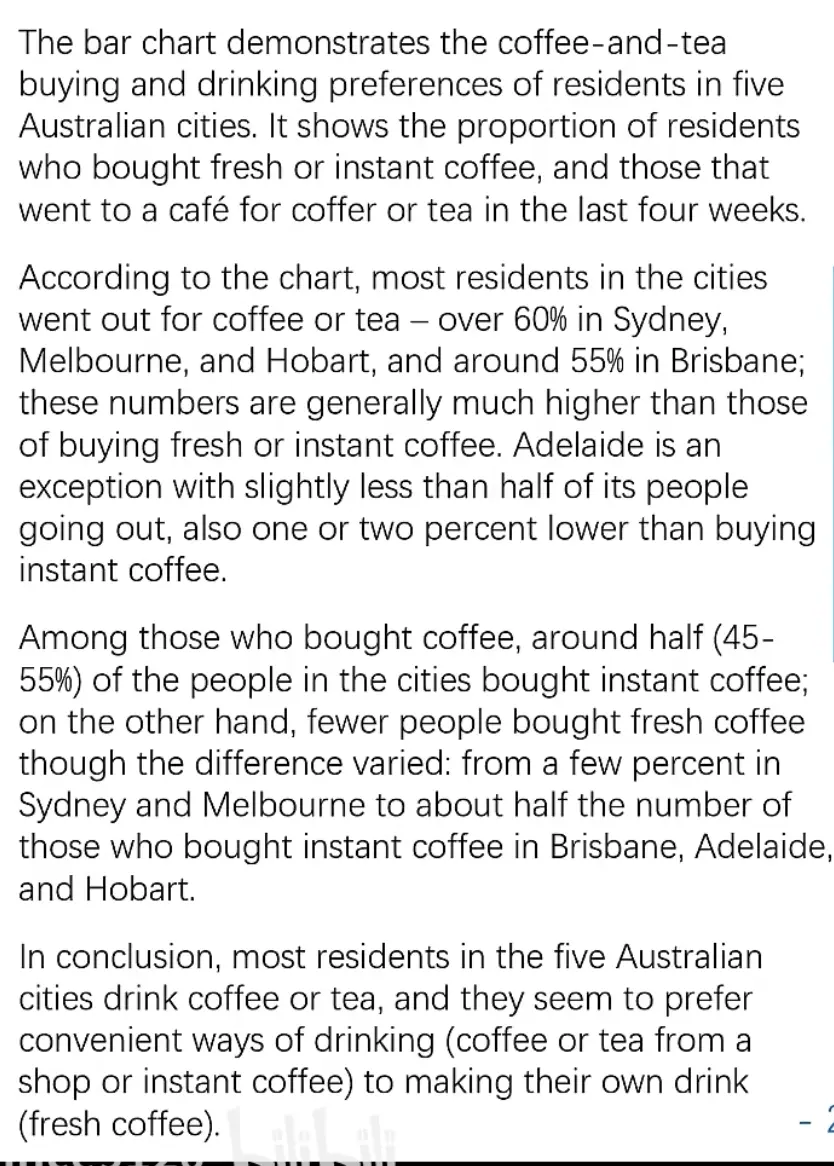 The bar chart demonstrates the coffee-and-tea
buying and drinking preferences of residents in five
Australian cities. It shows the proportion of residents
who bought fresh or instant coffee, and those that
went to a café for coffer or tea in the last four weeks.
According to the chart, most residents in the cities
went out for coffee or tea – over 60% in Sydney,
Melbourne, and Hobart, and around 55% in Brisbane;
these numbers are generally much higher than those
of buying fresh or instant coffee. Adelaide is an
exception with slightly less than half of its people
going out, also one or two percent lower than buying
instant coffee.
Among those who bought coffee, around half (45-
55%) of the people in the cities bought instant coffee;
on the other hand, fewer people bought fresh coffee
though the difference varied: from a few percent in
Sydney and Melbourne to about half the number of
those who bought instant coffee in Brisbane, Adelaide,
and Hobart.
In conclusion, most residents in the five Australian
cities drink coffee or tea, and they seem to prefer
convenient ways of drinking (coffee or tea from a
shop or instant coffee) to making their own drink
(fresh coffee).
bilibili